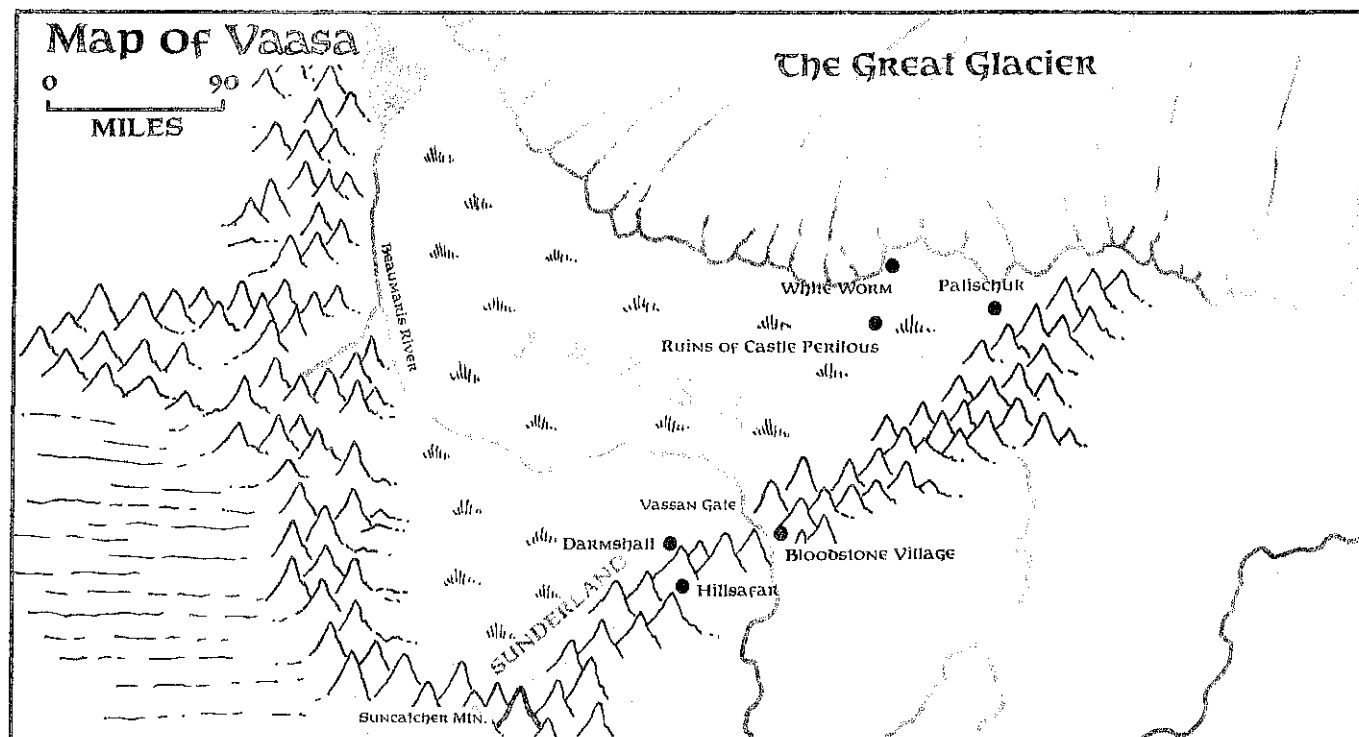 Map of Vaasa
0 90
MILES
The Great Glacier
Beaumaris River
White Worm
Palischuk
Ruins of Castle Perilous
Vassan Gate
Darmshall
Bloodstone Village
Hillsafar
SUNDERLAND
Suncatcher Mtn.